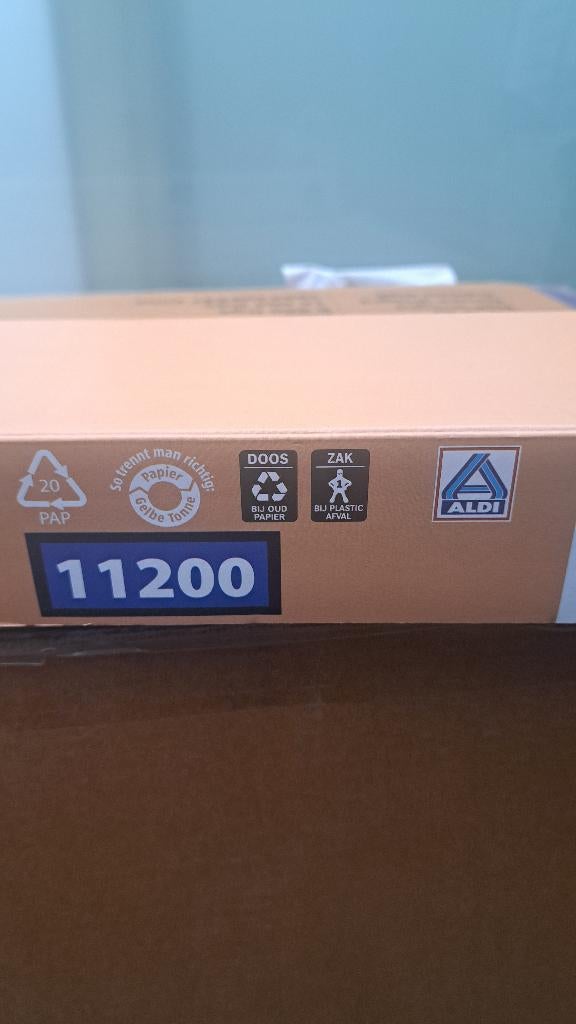 20
PAP
So trennt man richtig:
Papier
Gelbe Tonne
DOOS
BIJ OUD
PAPIER
ZAK
1
BIJ PLASTIC
AFVAL
ALDI
11200